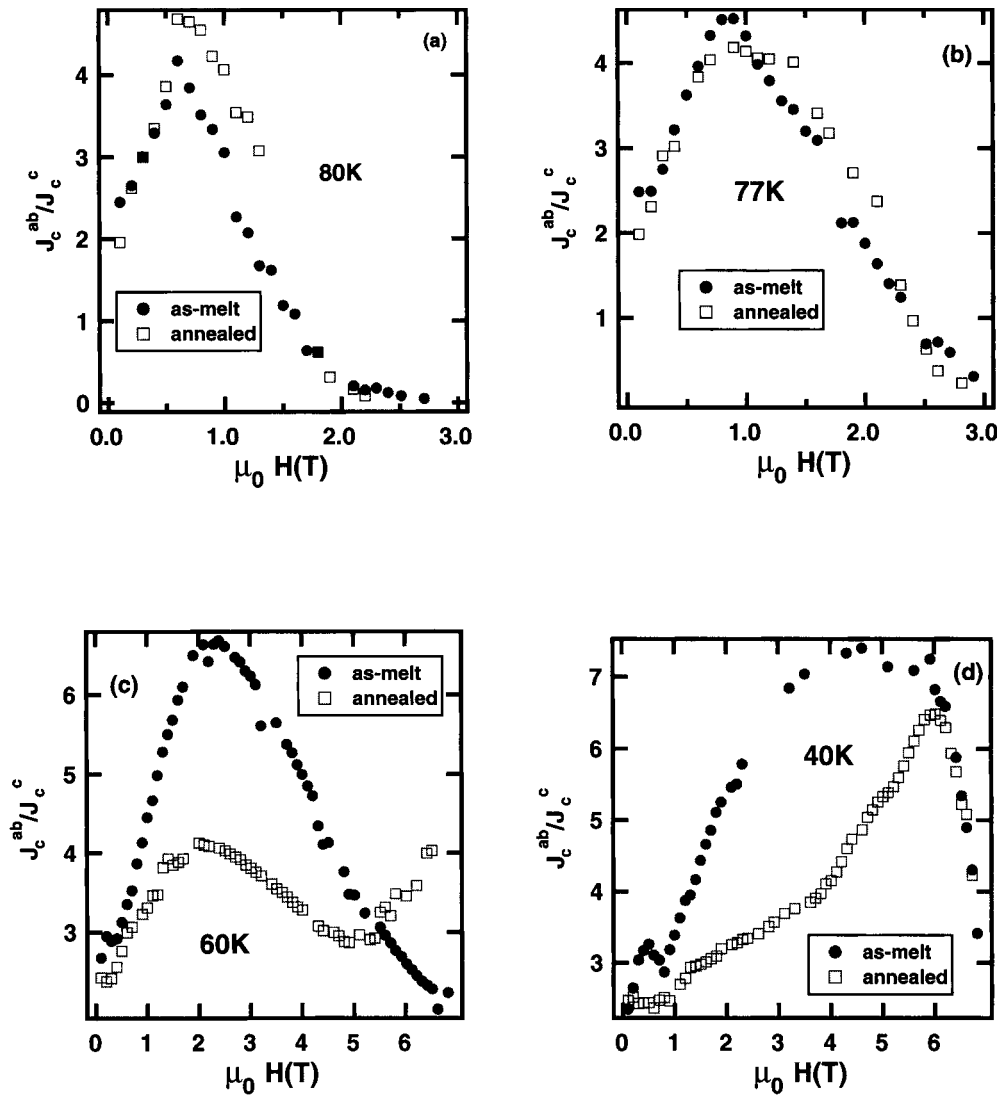 (a)
80K
4
3
2
1
0
J_c^ab/J_c^c
as-melt
annealed
0.0 1.0 2.0 3.0
μ₀ H(T)
(b)
77K
4
3
2
1
J_c^ab/J_c^c
as-melt
annealed
0.0 1.0 2.0 3.0
μ₀ H(T)
(c)
as-melt
annealed
6
5
4
3
J_c^ab/J_c^c
60K
0 1 2 3 4 5 6
μ₀ H(T)
(d)
40K
7
6
5
4
3
J_c^ab/J_c^c
as-melt
annealed
0 1 2 3 4 5 6
μ₀ H(T)